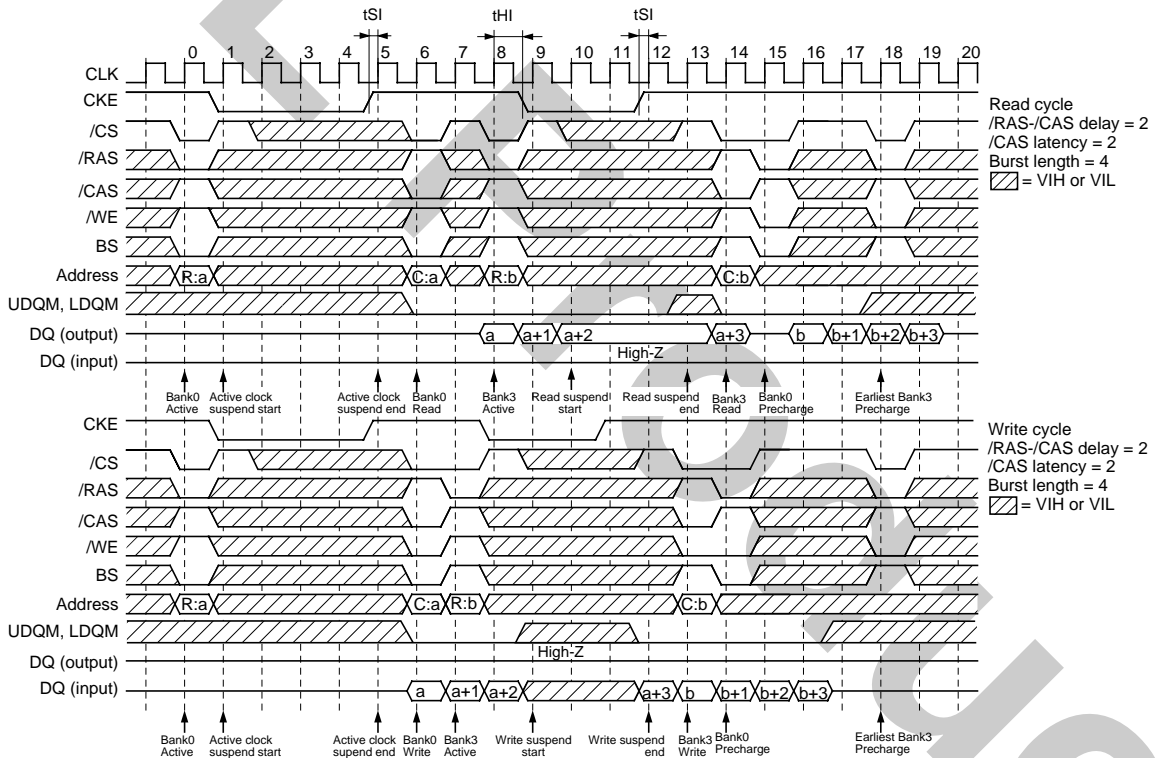 tSI tHI tSI
0 1 2 3 4 5 6 7 8 9 10 11 12 13 14 15 16 17 18 19 20
CLK
CKE
/CS
/RAS
/CAS
/WE
BS
Address R:a C:a R:b C:b
UDQM, LDQM
DQ (output) a a+1 a+2 a+3 b b+1 b+2 b+3
High-Z
DQ (input)
Read cycle
/RAS-/CAS delay = 2
/CAS latency = 2
Burst length = 4
= VIH or VIL
Bank0 Active
Active clock suspend start
Active clock suspend end
Bank0 Read
Bank3 Active
Read suspend start
Read suspend end
Bank3 Read
Bank0 Precharge
Earliest Bank3 Precharge
CKE
/CS
/RAS
/CAS
/WE
BS
Address R:a C:a R:b C:b
UDQM, LDQM
High-Z
DQ (output)
DQ (input) a a+1 a+2 a+3 b b+1 b+2 b+3
Write cycle
/RAS-/CAS delay = 2
/CAS latency = 2
Burst length = 4
= VIH or VIL
Bank0 Active
Active clock suspend start
Active clock supend end
Bank0 Write
Bank3 Active
Write suspend start
Write suspend end
Bank3 Write
Bank0 Precharge
Earliest Bank3 Precharge